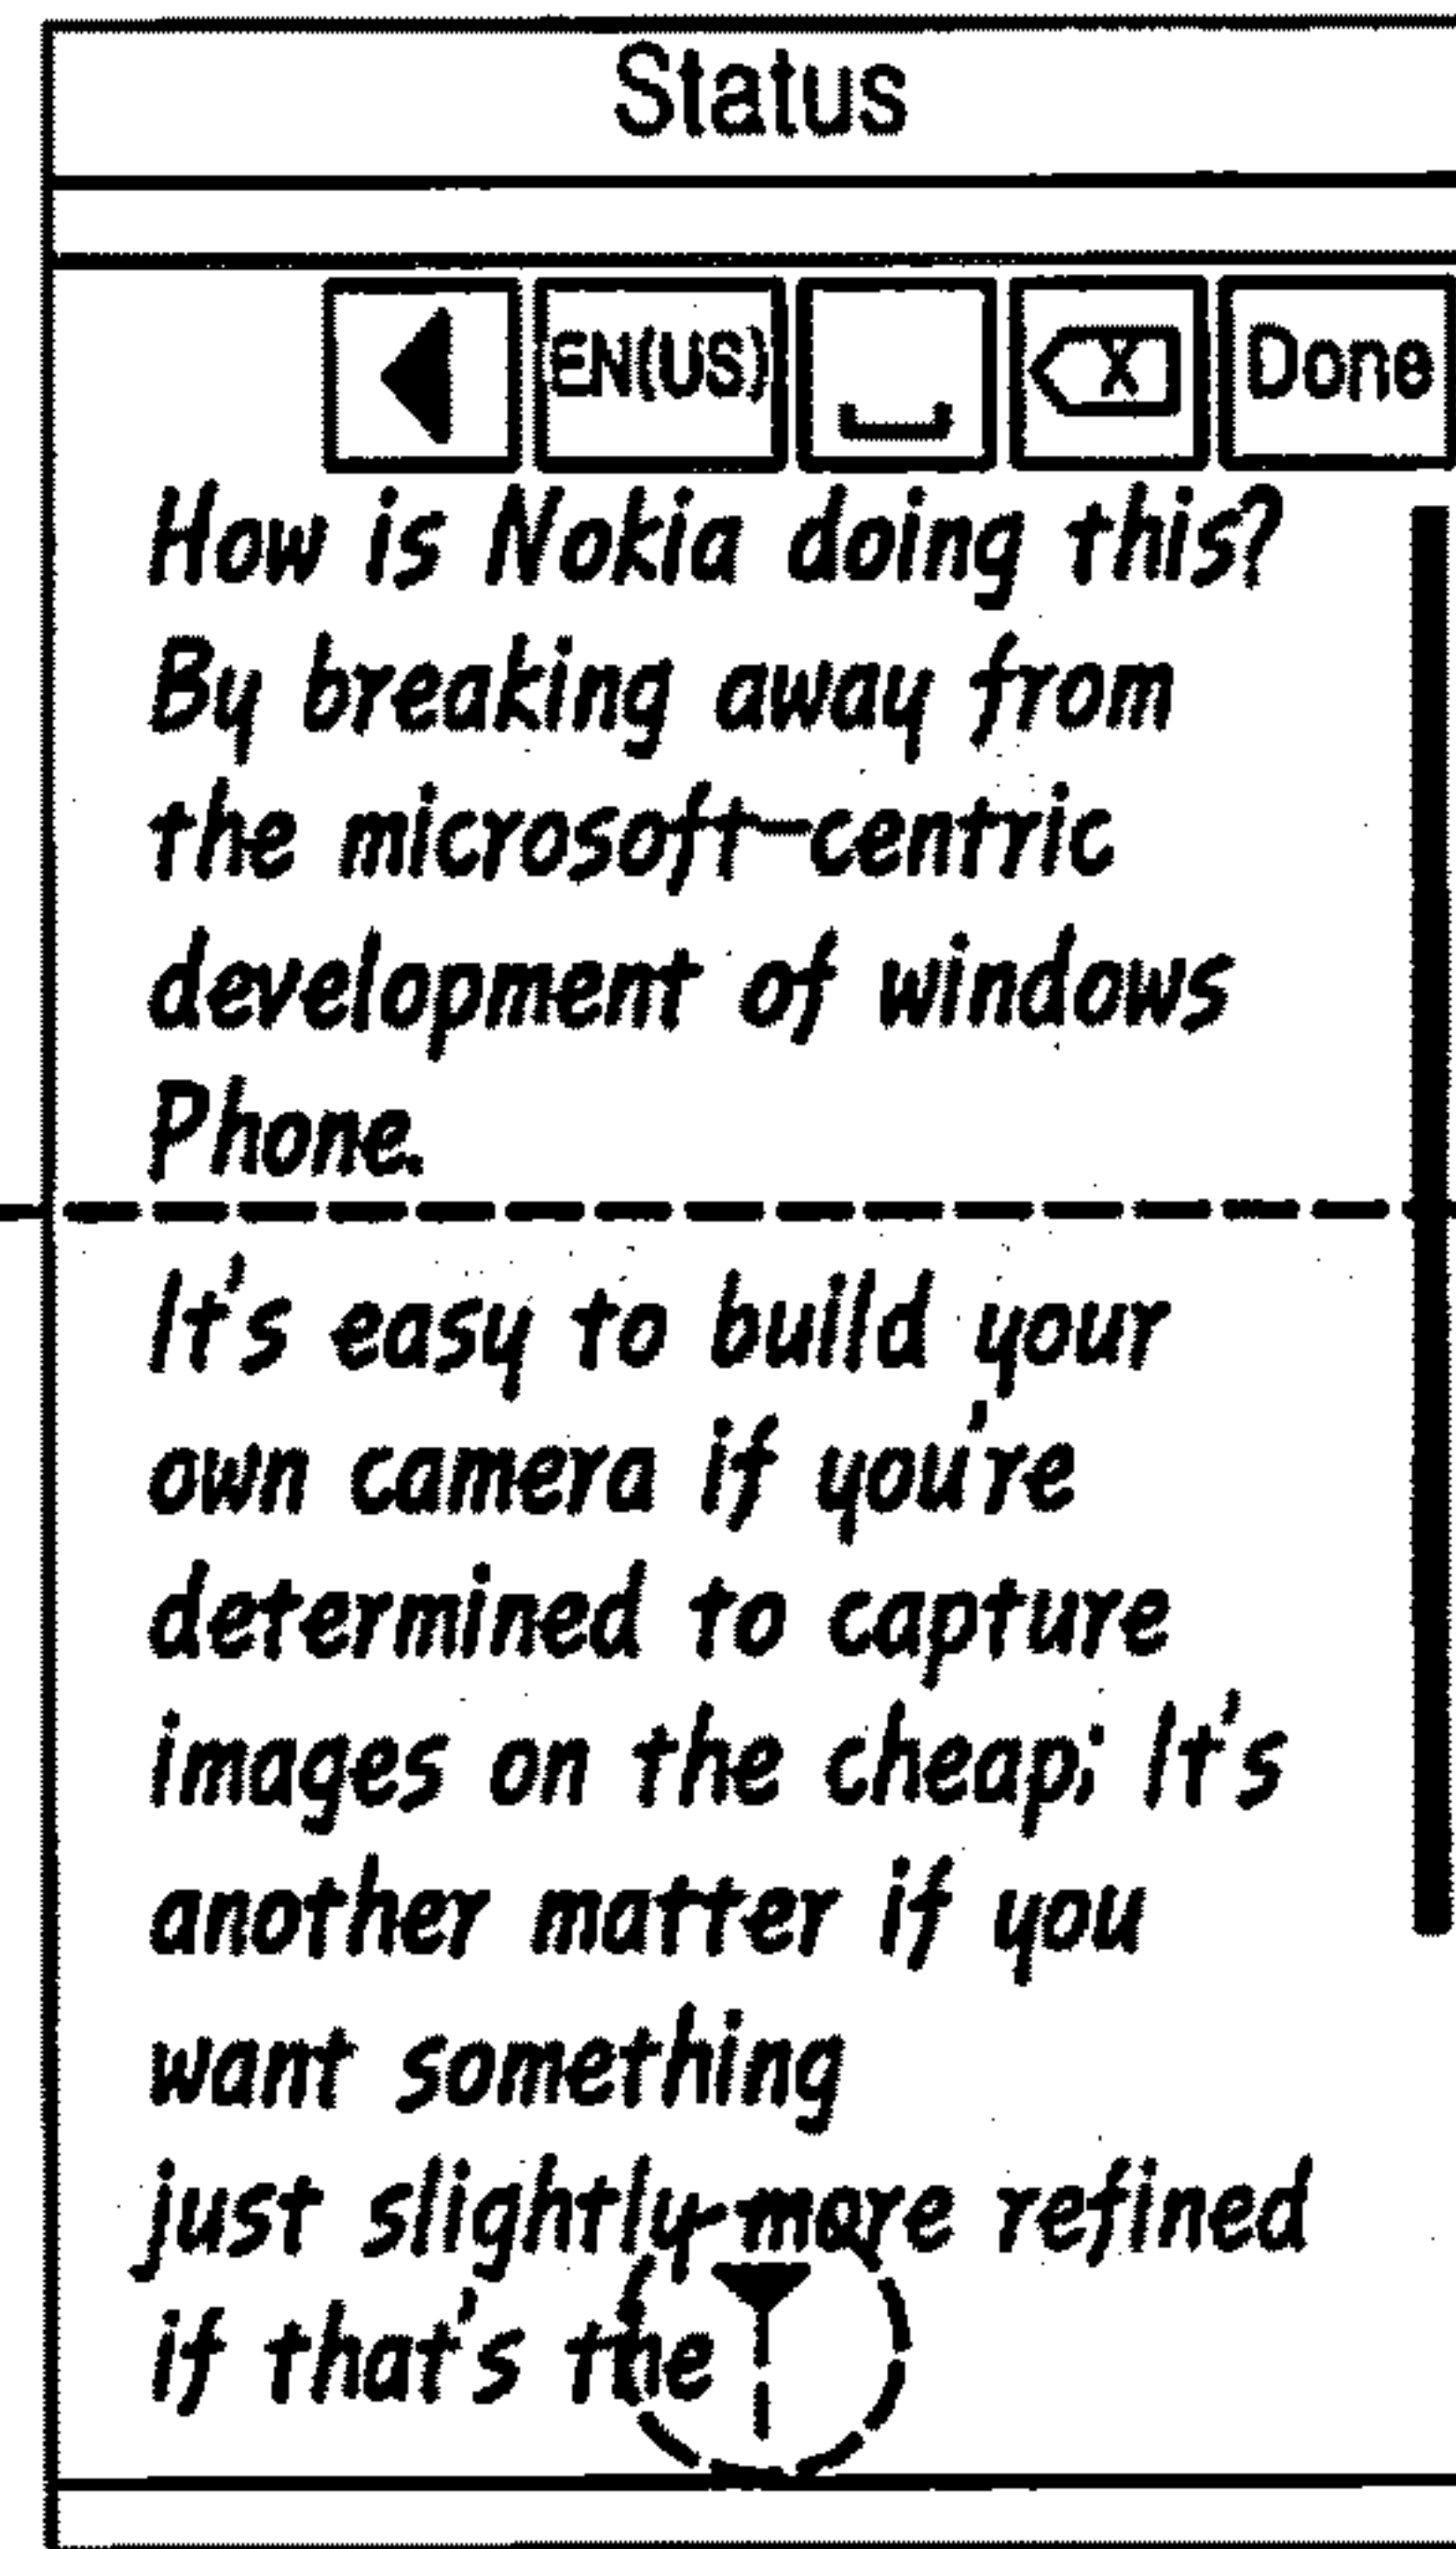 Status
EN(US) X Done
How is Nokia doing this?
By breaking away from
the microsoft-centric
development of windows
Phone.
It's easy to build your
own camera if you're
determined to capture
images on the cheap; It's
another matter if you
want something
just slightly more refined
if that's the